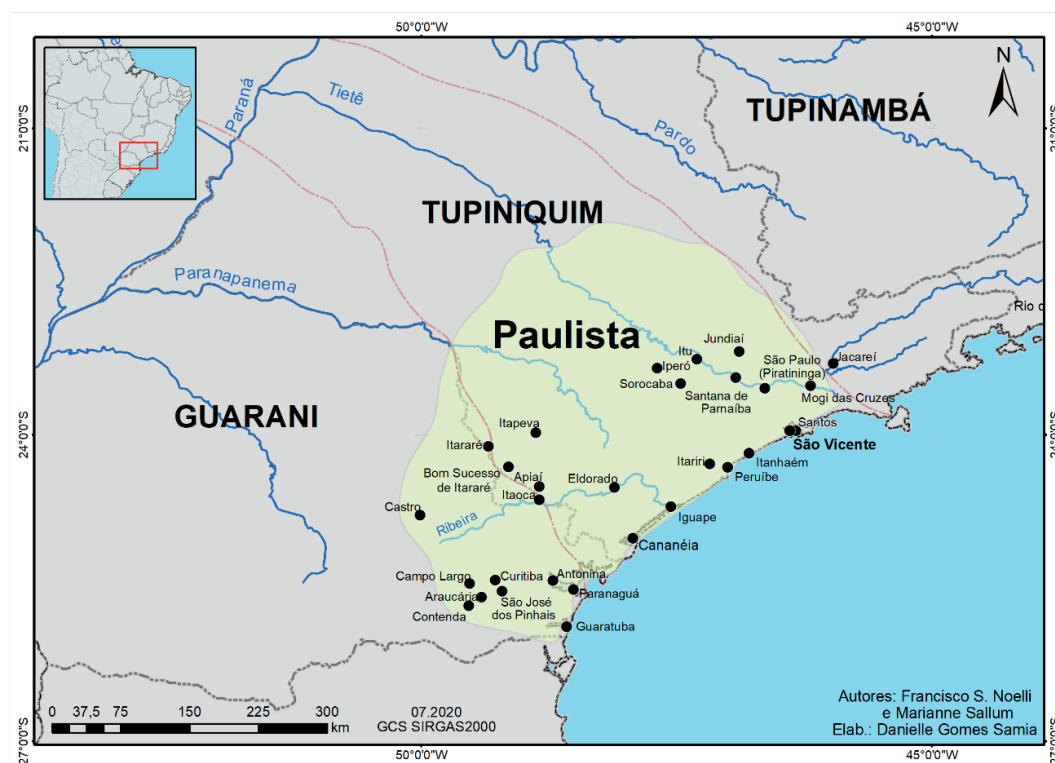 50°0'0"W
45°0'0"W
N
TUPINAMBÁ
Paraná
Tietê
Pardo
21°0'0"S
21°0'0"S
TUPINIQUIM
Paranapanema
Rio
Paulista
Jundiaí
Itu
São Paulo
(Piratininga)
Jacareí
Iperó
Sorocaba
Santana de
Parnaíba
Mogi das Cruzes
GUARANI
24°0'0"S
24°0'0"S
Itapeva
Santos
São Vicente
Itararé
Itariri
Itanhaém
Bom Sucesso
de Itararé
Apiaí
Eldorado
Peruíbe
Itaoca
Castro
Ribeira
Iguape
Cananéia
Campo Largo
Curitiba
Antonina
Araucária
Paranaguá
São José
dos Pinhais
Contenda
Guaratuba
0 37,5 75 150 225 300
km
07.2020
GCS SIRGAS2000
Autores: Francisco S. Noelli
e Marianne Sallum
Elab.: Danielle Gomes Samia
27°0'0"S
27°0'0"S
50°0'0"W
45°0'0"W